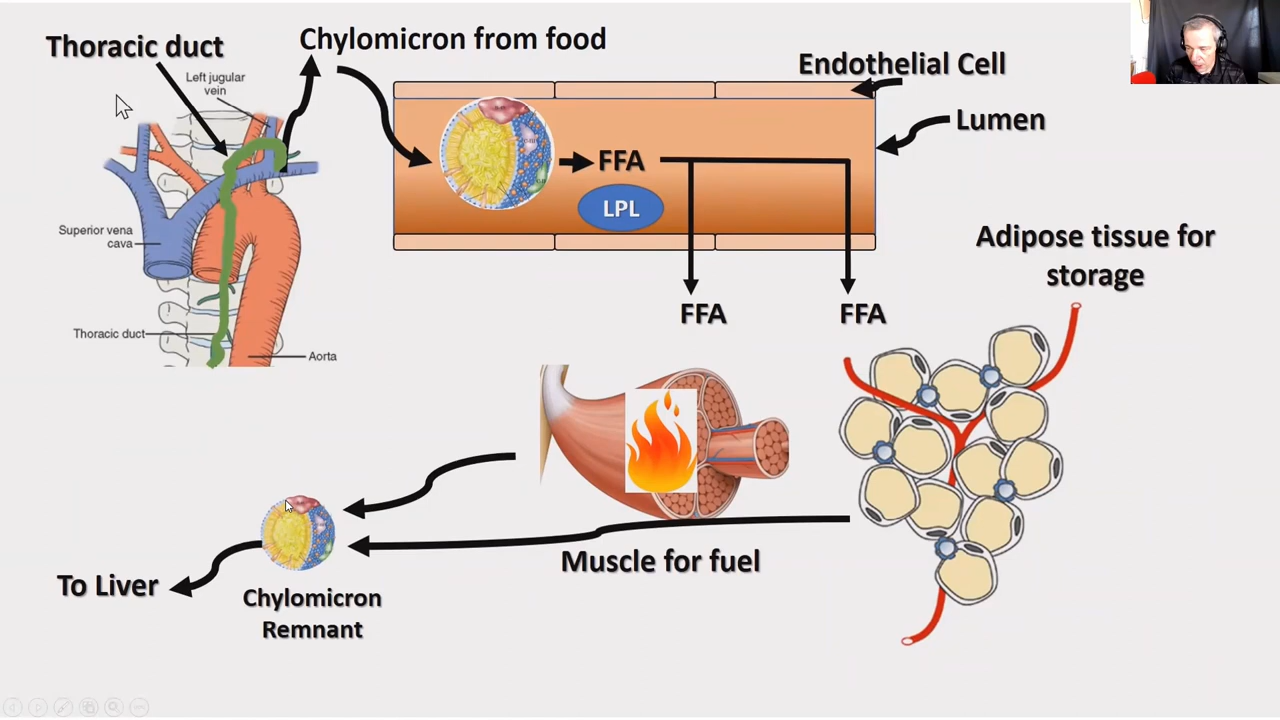 Thoracic duct
Chylomicron from food
Left jugular
vein
Endothelial Cell
Lumen
FFA
LPL
Superior vena
cava
Adipose tissue for
storage
FFA
FFA
Thoracic duct
Aorta
Muscle for fuel
To Liver
Chylomicron
Remnant